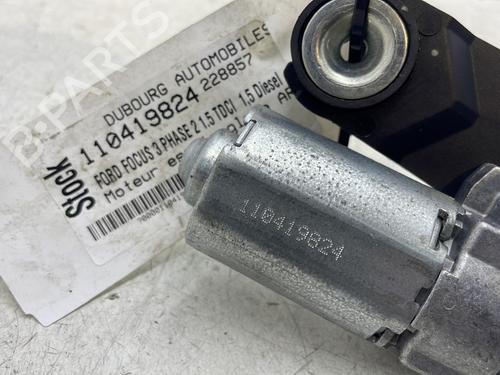 B-PARTS
DUBOURG AUTOMOBILES
Stock
110419824
228857
FORD FOCUS 3 PHASE 2 1.5 TDCI 1.5 Diesel
Moteur
110419824